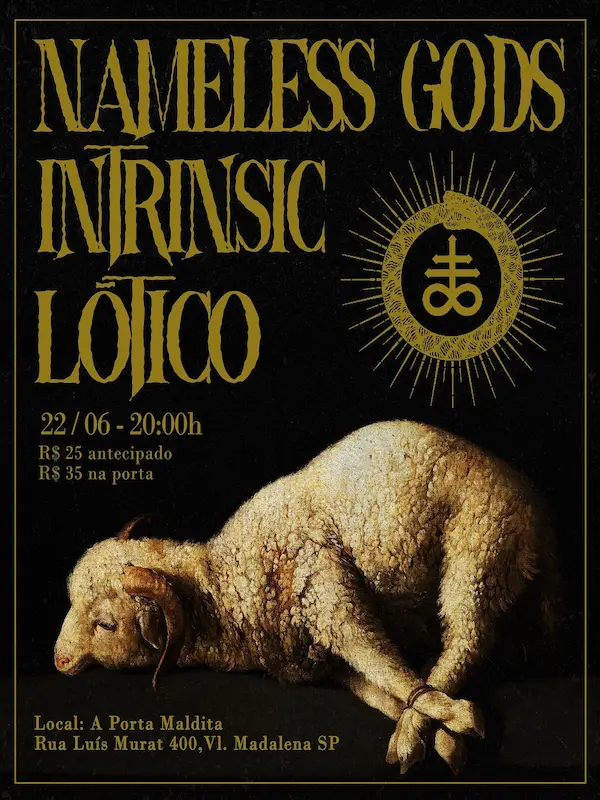 NAMELESS GODS
INTRINSIC
LÕTICO
22 / 06 - 20:00h
R$ 25 antecipado
R$ 35 na porta
Local: A Porta Maldita
Rua Luís Murat 400,Vl. Madalena SP